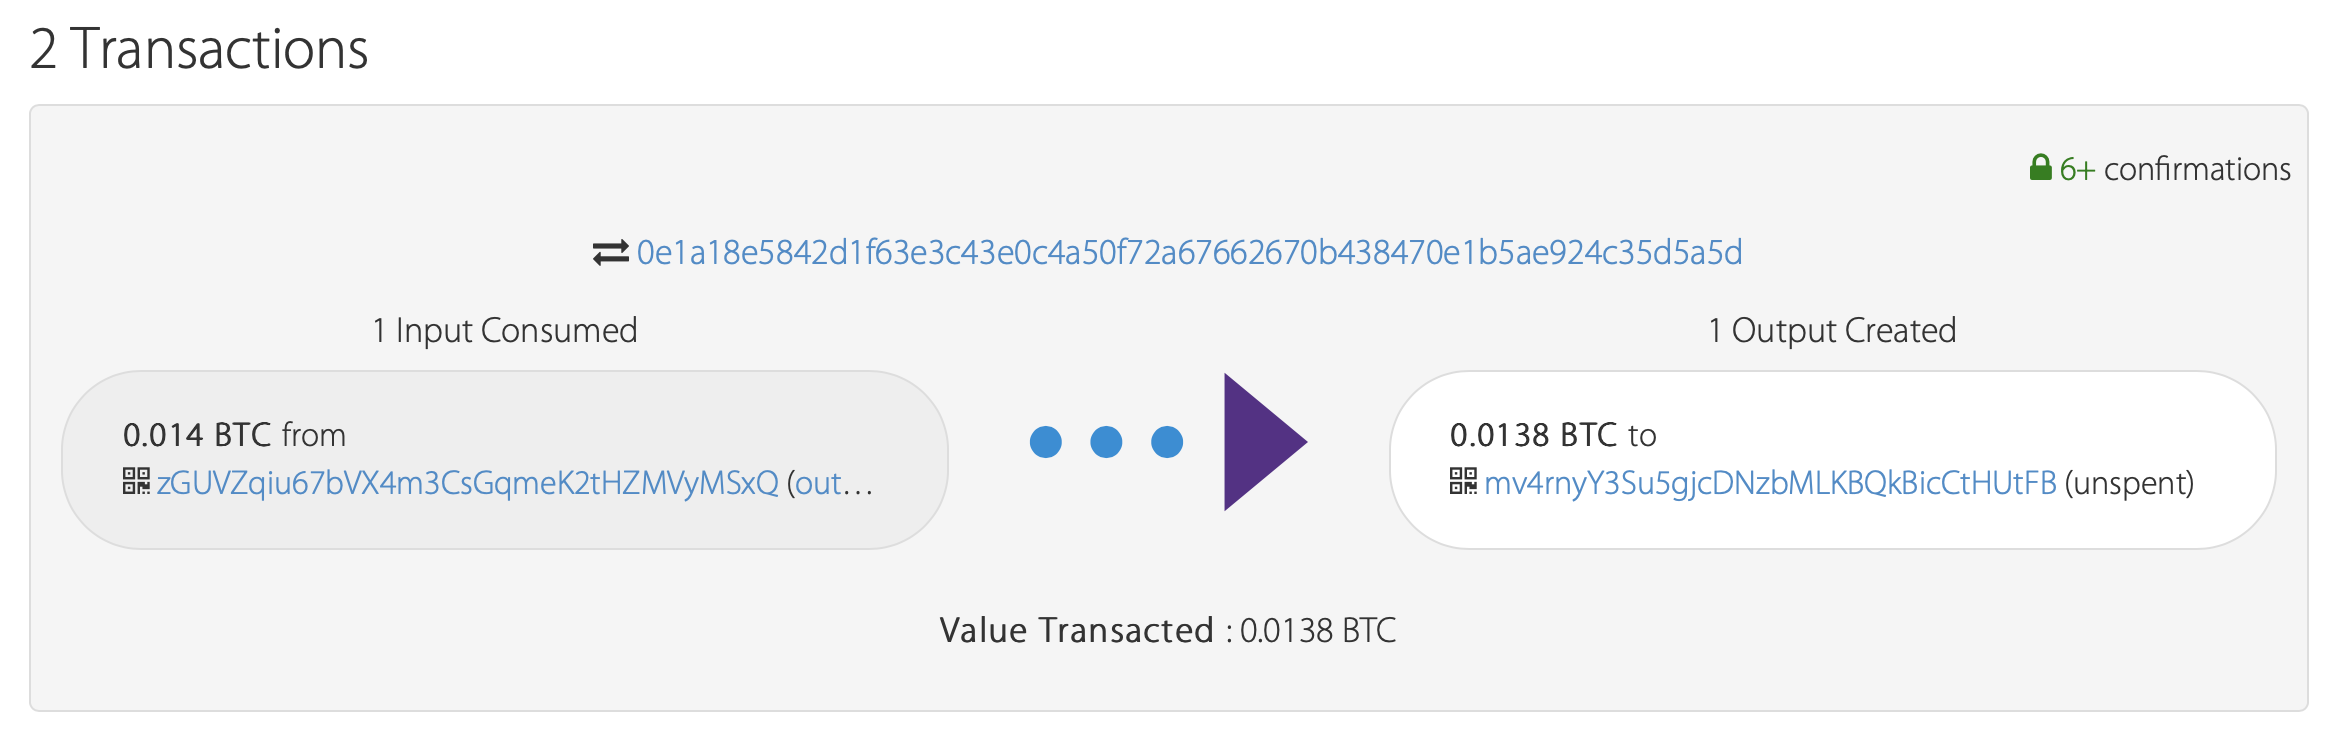 2 Transactions
6+ confirmations
0e1a18e5842d1f63e3c43e0c4a50f72a67662670b438470e1b5ae924c35d5a5d
1 Input Consumed
1 Output Created
0.014 BTC from
zGUVZqiu67bVX4m3CsGqmeK2tHZMVyMSxQ (out...
0.0138 BTC to
mv4rnyY3Su5gjcDNzbMLKBQkBicCtHUtFB (unspent)
Value Transacted : 0.0138 BTC